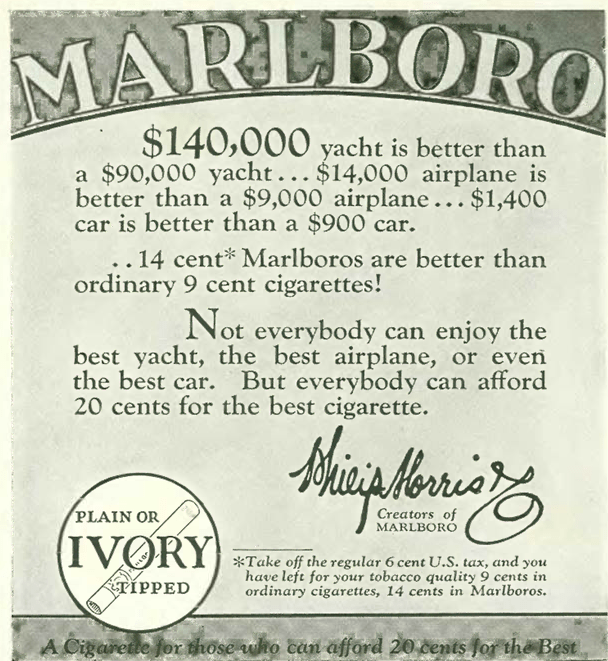 MARLBORO
$140,000 yacht is better than
a $90,000 yacht... $14,000 airplane is
better than a $9,000 airplane... $1,400
car is better than a $900 car.
..14 cent* Marlboros are better than
ordinary 9 cent cigarettes!
Not everybody can enjoy the
best yacht, the best airplane, or even
the best car. But everybody can afford
20 cents for the best cigarette.
Philip Morris & Co
Creators of
MARLBORO
PLAIN OR
IVORY
TIPPED
*Take off the regular 6 cent U.S. tax, and you
have left for your tobacco quality 9 cents in
ordinary cigarettes, 14 cents in Marlboros.
A Cigarette for those who can afford 20 cents for the Best